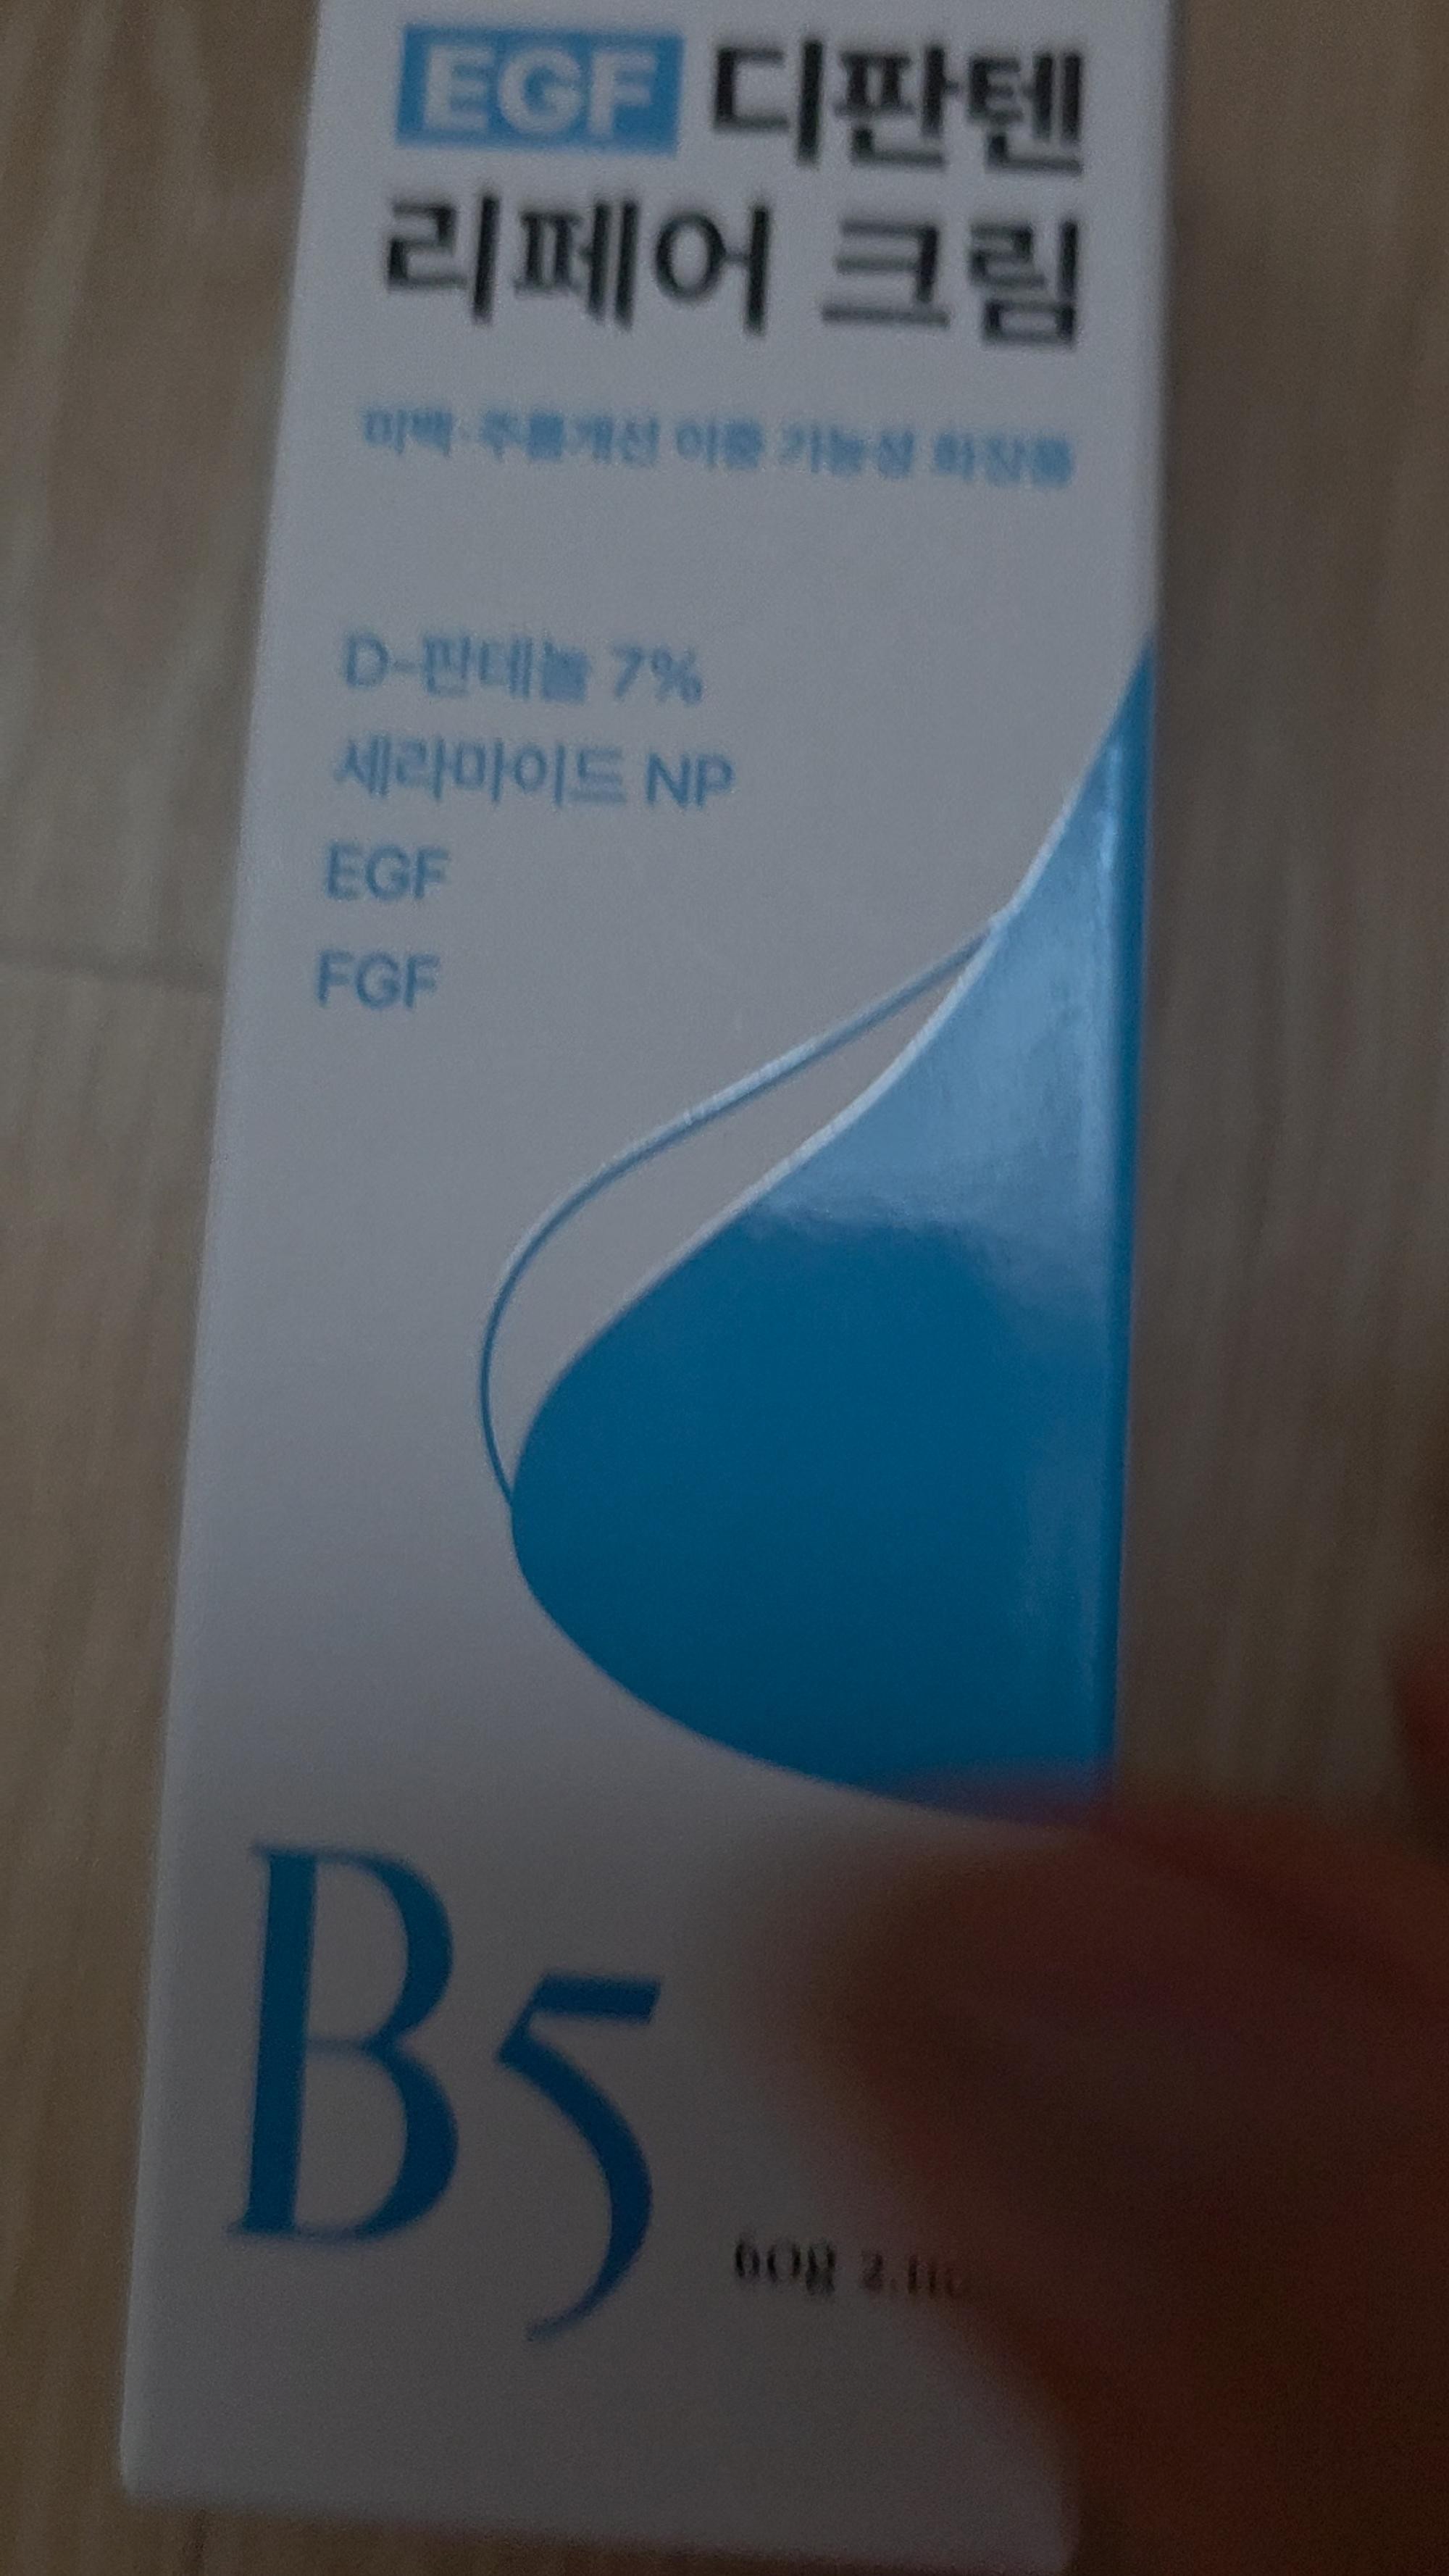 EGF 디판텐
리페어 크림
미백·주름개선 이중 기능성 화장품
D-판테놀 7%
세라마이드 NP
EGF
FGF
B5
60g